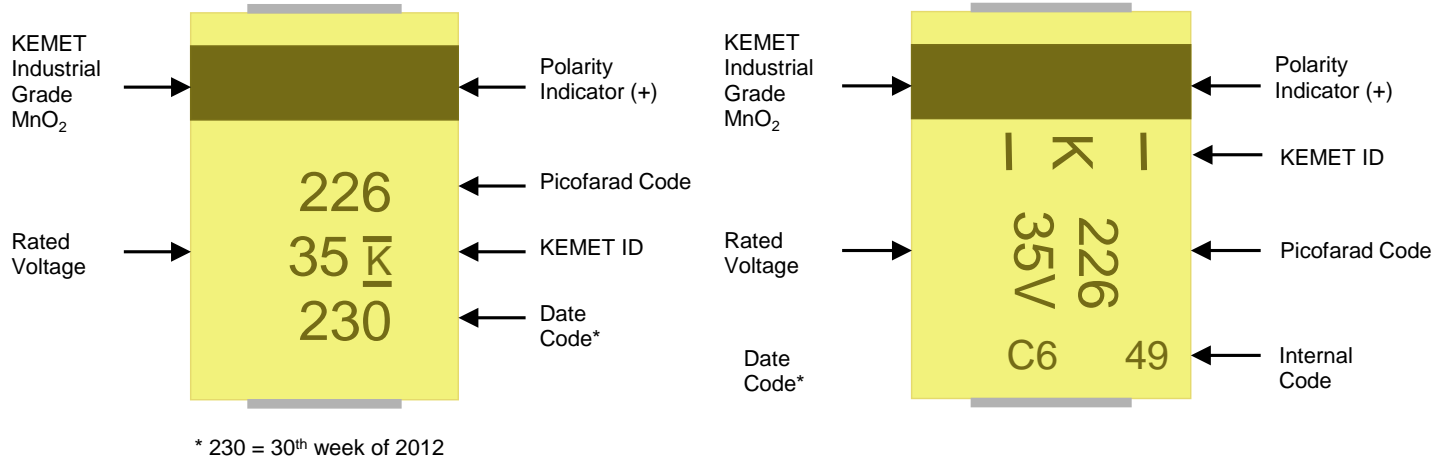 KEMET
Industrial
Grade
MnO₂
Polarity
Indicator (+)
226
Picofarad Code
Rated
Voltage
35 K
KEMET ID
230
Date
Code*
* 230 = 30th week of 2012
KEMET
Industrial
Grade
MnO₂
Polarity
Indicator (+)
K
KEMET ID
Rated
Voltage
226
35V
Picofarad Code
Date
Code*
C6 49
Internal
Code